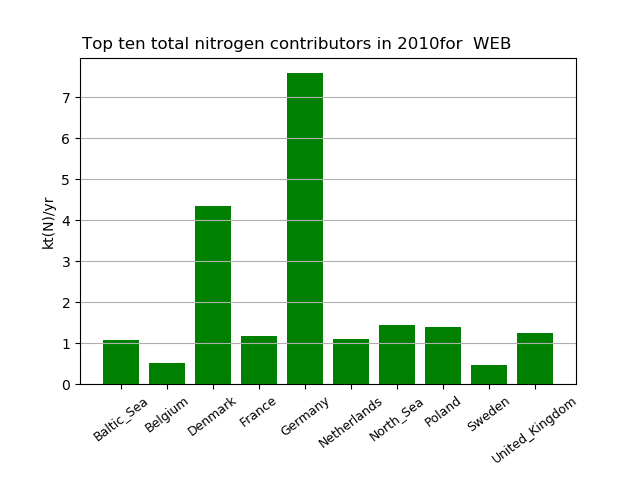 Top ten total nitrogen contributors in 2010for  WEB
kt(N)/yr
7
6
5
4
3
2
1
0
Baltic_Sea
Belgium
Denmark
France
Germany
Netherlands
North_Sea
Poland
Sweden
United_Kingdom